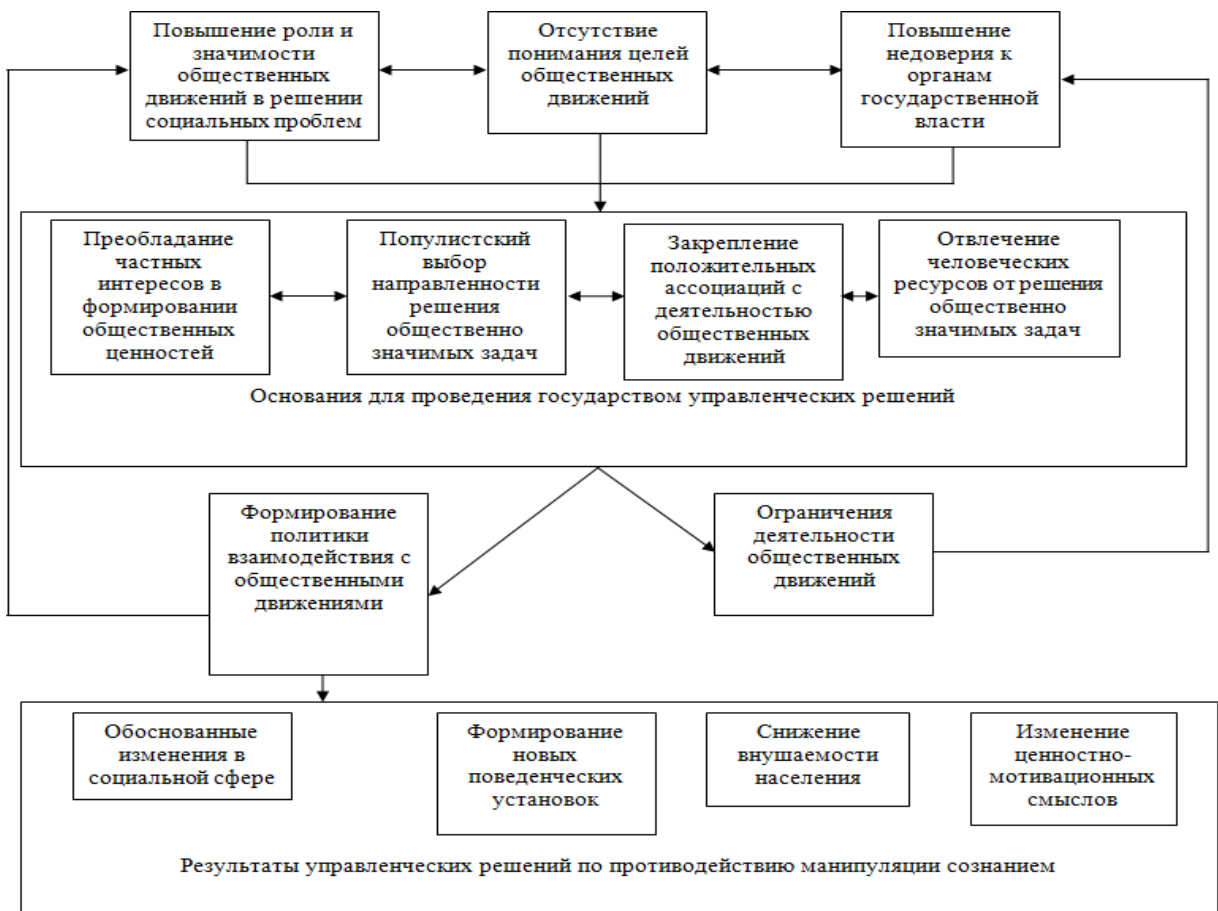 Повышение роли и
значимости
общественных
движений в решении
социальных проблем
Отсутствие
понимания целей
общественных
движений
Повышение
недоверия к
органам
государственной
власти
Преобладание
частных
интересов в
формировании
общественных
ценностей
Популистский
выбор
направленности
решения
общественно
значимых задач
Закрепление
положительных
ассоциаций с
деятельностью
общественных
движений
Отвлечение
человеческих
ресурсов от решения
общественно
значимых задач
Основания для проведения государством управленческих решений
Формирование
политики
взаимодействия с
общественными
движениями
Ограничения
деятельности
общественных
движений
Обоснованные
изменения в
социальной сфере
Формирование
новых
поведенческих
установок
Снижение
внушаемости
населения
Изменение
ценностно-
мотивационных
смыслов
Результаты управленческих решений по противодействию манипуляции сознанием